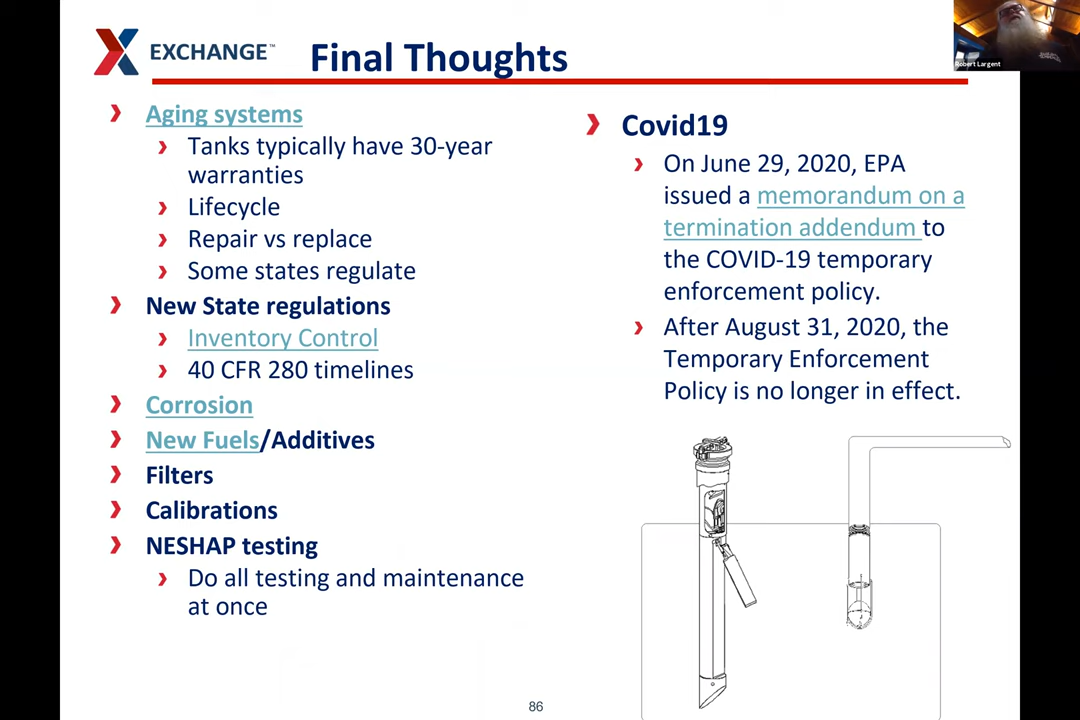 EXCHANGE™
Final Thoughts
Aging systems
Tanks typically have 30-year
warranties
Lifecycle
Repair vs replace
Some states regulate
New State regulations
Inventory Control
40 CFR 280 timelines
Corrosion
New Fuels/Additives
Filters
Calibrations
NESHAP testing
Do all testing and maintenance
at once
Covid19
On June 29, 2020, EPA
issued a memorandum on a
termination addendum to
the COVID-19 temporary
enforcement policy.
After August 31, 2020, the
Temporary Enforcement
Policy is no longer in effect.
86
Robert Largent